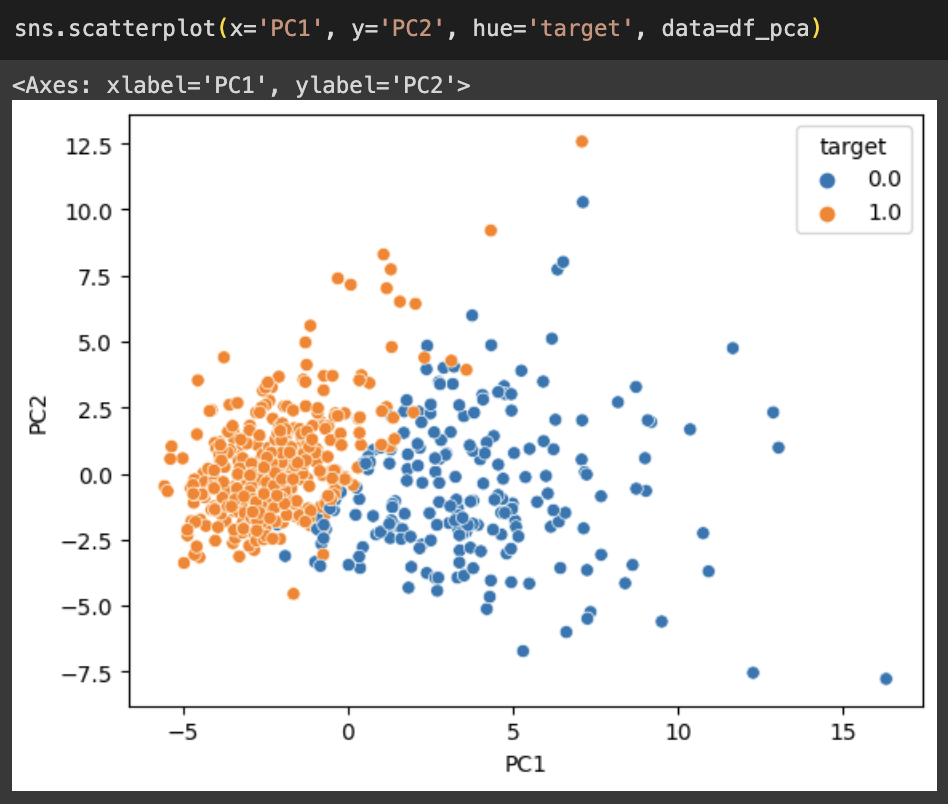 sns.scatterplot(x='PC1', y='PC2', hue='target', data=df_pca)
<Axes: xlabel='PC1', ylabel='PC2'>
target
0.0
1.0
12.5
10.0
7.5
5.0
2.5
0.0
−2.5
−5.0
−7.5
PC2
−5 0 5 10 15
PC1